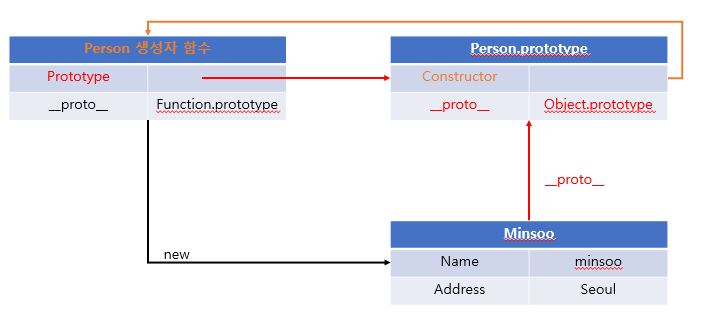 Person 생성자 함수
Prototype
__proto__ Function.prototype
Person.prototype
Constructor
__proto__ Object.prototype
__proto__
new
Minsoo
Name minsoo
Address Seoul